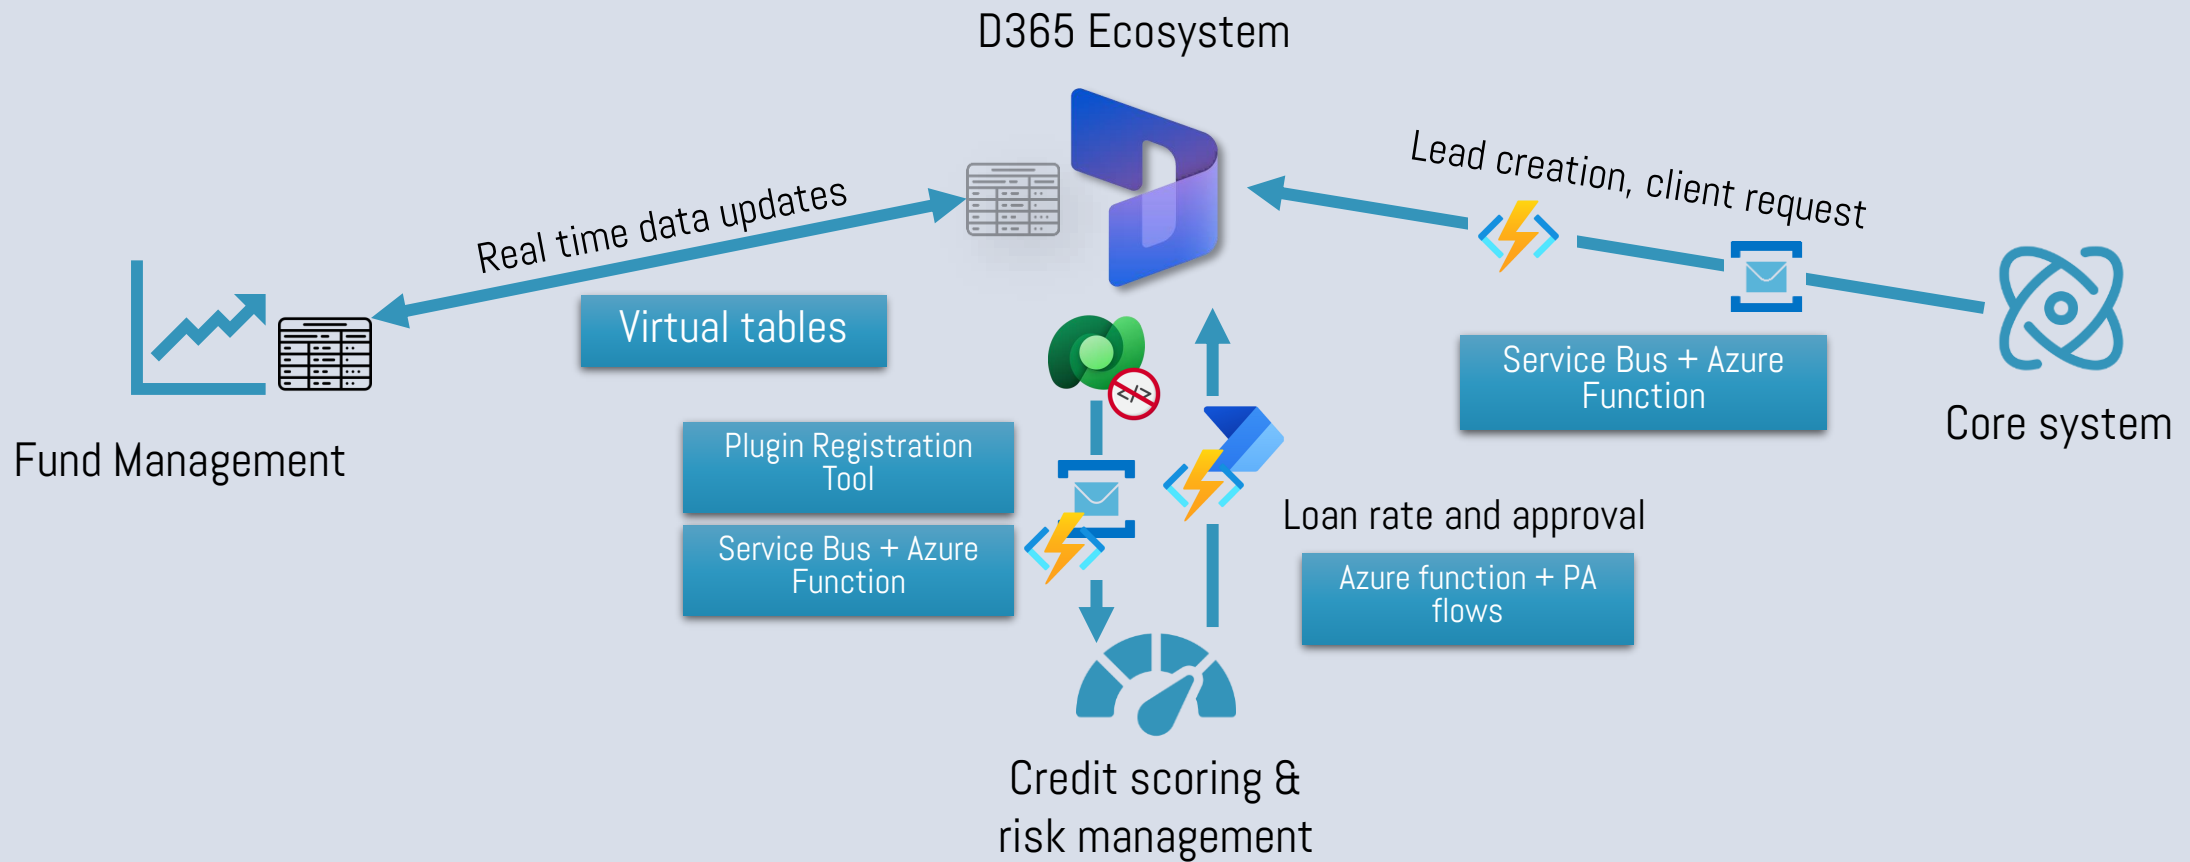 D365 Ecosystem
Lead creation, client request
Real time data updates
Virtual tables
Service Bus + Azure
Function
Core system
Fund Management
Plugin Registration
Tool
Service Bus + Azure
Function
Loan rate and approval
Azure function + PA
flows
Credit scoring &
risk management